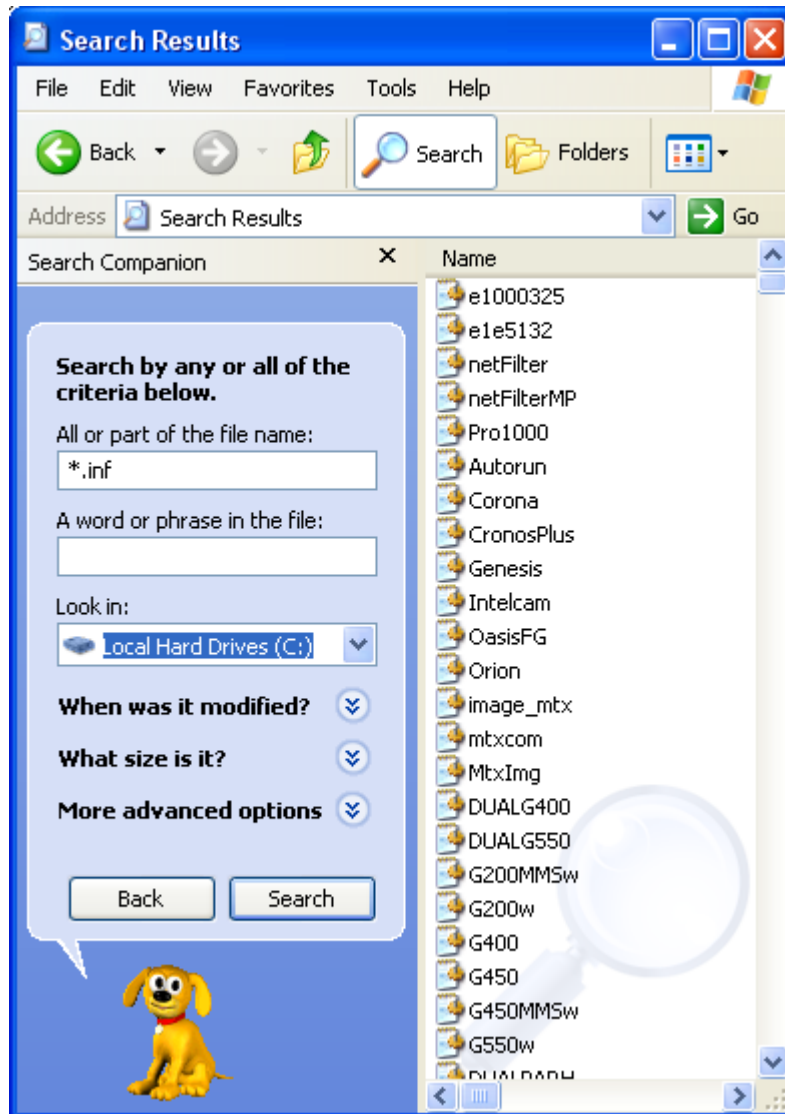 Search Results
File Edit View Favorites Tools Help
Back Search Folders
Address Search Results Go
Search Companion
Search by any or all of the
criteria below.
All or part of the file name:
*.inf
A word or phrase in the file:
Look in:
Local Hard Drives (C:)
When was it modified?
What size is it?
More advanced options
Back Search
Name
e1000325
e1e5132
netFilter
netFilterMP
Pro1000
Autorun
Corona
CronosPlus
Genesis
Intelcam
OasisFG
Orion
image_mtx
mtxcom
MtxImg
DUALG400
DUALG550
G200MMSw
G200w
G400
G450
G450MMSw
G550w